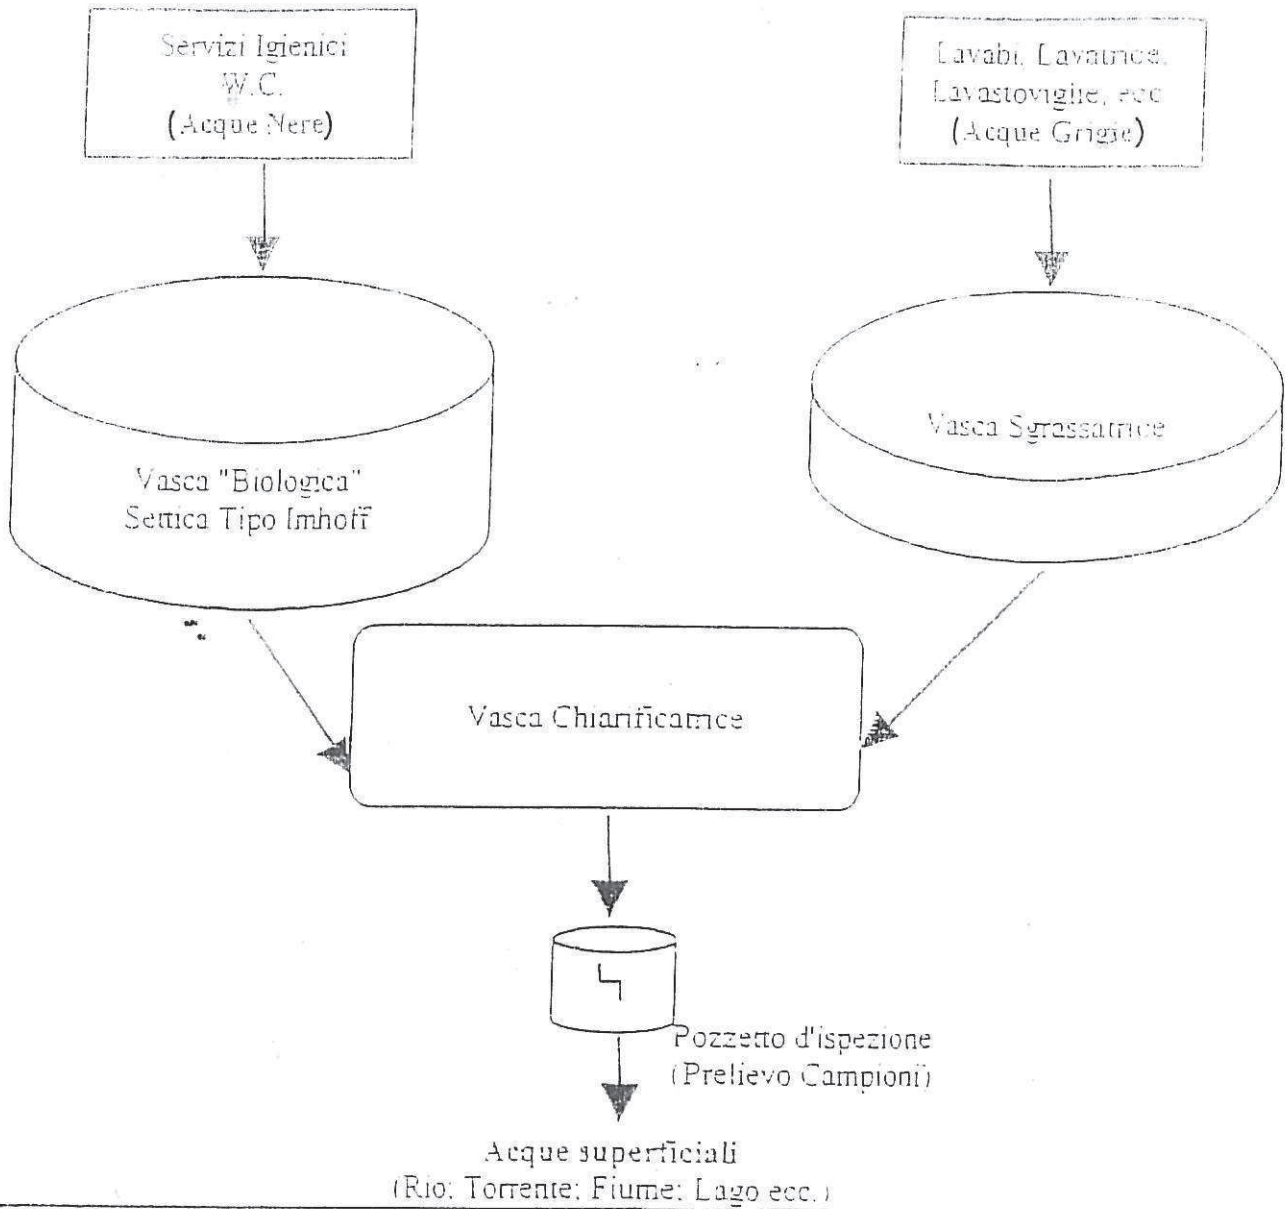 Servizi Igienici
W.C.
(Acque Nere)
Lavabi, Lavatrice,
Lavastoviglie, ecc
(Acque Grigie)
Vasca "Biologica"
Settica Tipo Imhoff
Vasca Sgrassatrice
Vasca Chiarificatrice
Pozzetto d'ispezione
(Prelievo Campioni)
Acque superficiali
(Rio; Torrente; Fiume; Lago ecc.)